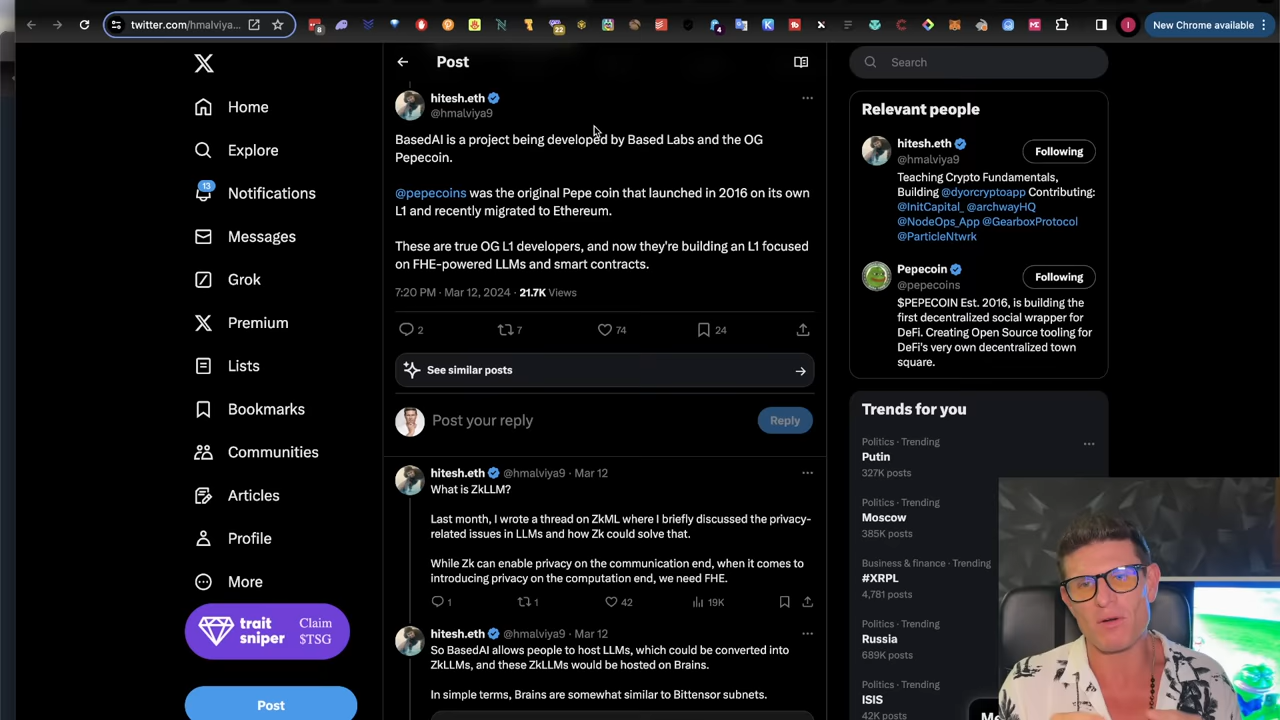 twitter.com/hmalviya...
New Chrome available
8
22
4
Home
Explore
13
Notifications
Messages
Grok
Premium
Lists
Bookmarks
Communities
Articles
Profile
More
trait
sniper
Claim
$TSG
Post
Post
hitesh.eth
@hmalviya9
BasedAI is a project being developed by Based Labs and the OG
Pepecoin.
@pepecoins was the original Pepe coin that launched in 2016 on its own
L1 and recently migrated to Ethereum.
These are true OG L1 developers, and now they're building an L1 focused
on FHE-powered LLMs and smart contracts.
7:20 PM · Mar 12, 2024 · 21.7K Views
2 7 74 24
See similar posts
Post your reply
Reply
hitesh.eth @hmalviya9 · Mar 12
What is ZkLLM?
Last month, I wrote a thread on ZkML where I briefly discussed the privacy-
related issues in LLMs and how Zk could solve that.
While Zk can enable privacy on the communication end, when it comes to
introducing privacy on the computation end, we need FHE.
1 1 42 19K
hitesh.eth @hmalviya9 · Mar 12
So BasedAI allows people to host LLMs, which could be converted into
ZkLLMs, and these ZkLLMs would be hosted on Brains.
In simple terms, Brains are somewhat similar to Bittensor subnets.
Search
Relevant people
hitesh.eth
@hmalviya9
Following
Teaching Crypto Fundamentals,
Building @dyorcryptoapp Contributing:
@InitCapital_ @archwayHQ
@NodeOps_App @GearboxProtocol
@ParticleNtwrk
Pepecoin
@pepecoins
Following
$PEPECOIN Est. 2016, is building the
first decentralized social wrapper for
DeFi. Creating Open Source tooling for
DeFi's very own decentralized town
square.
Trends for you
Politics · Trending
Putin
327K posts
Politics · Trending
Moscow
385K posts
Business & finance · Trending
#XRPL
4,781 posts
Politics · Trending
Russia
689K posts
Politics · Trending
ISIS
42K posts